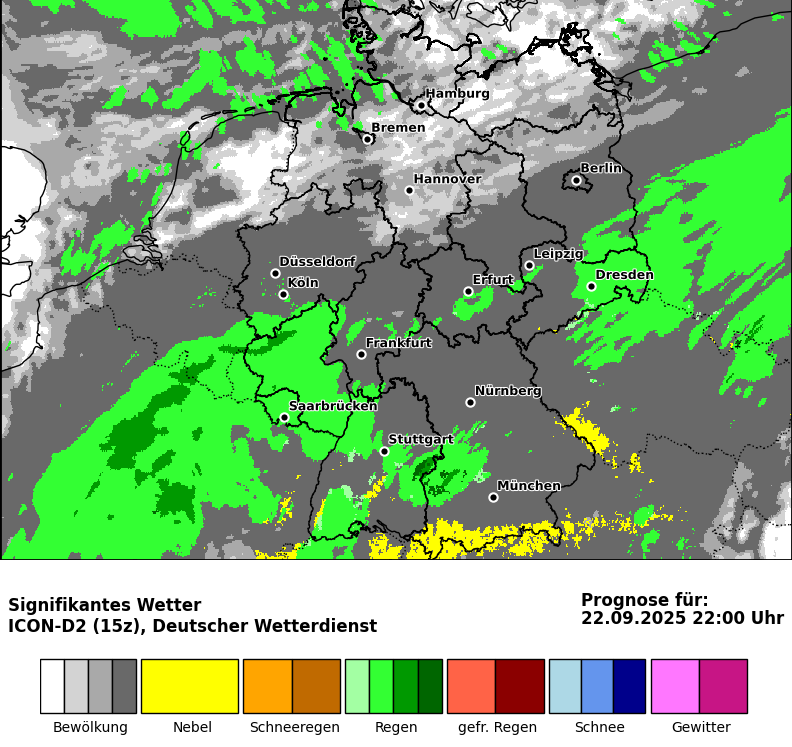 Hamburg
Bremen
Berlin
Hannover
Leipzig
Düsseldorf
Dresden
Köln
Erfurt
Frankfurt
Nürnberg
Saarbrücken
Stuttgart
München
Signifikantes Wetter
ICON-D2 (15z), Deutscher Wetterdienst
Prognose für:
22.09.2025 22:00 Uhr
Bewölkung
Nebel
Schneeregen
Regen
gefr. Regen
Schnee
Gewitter